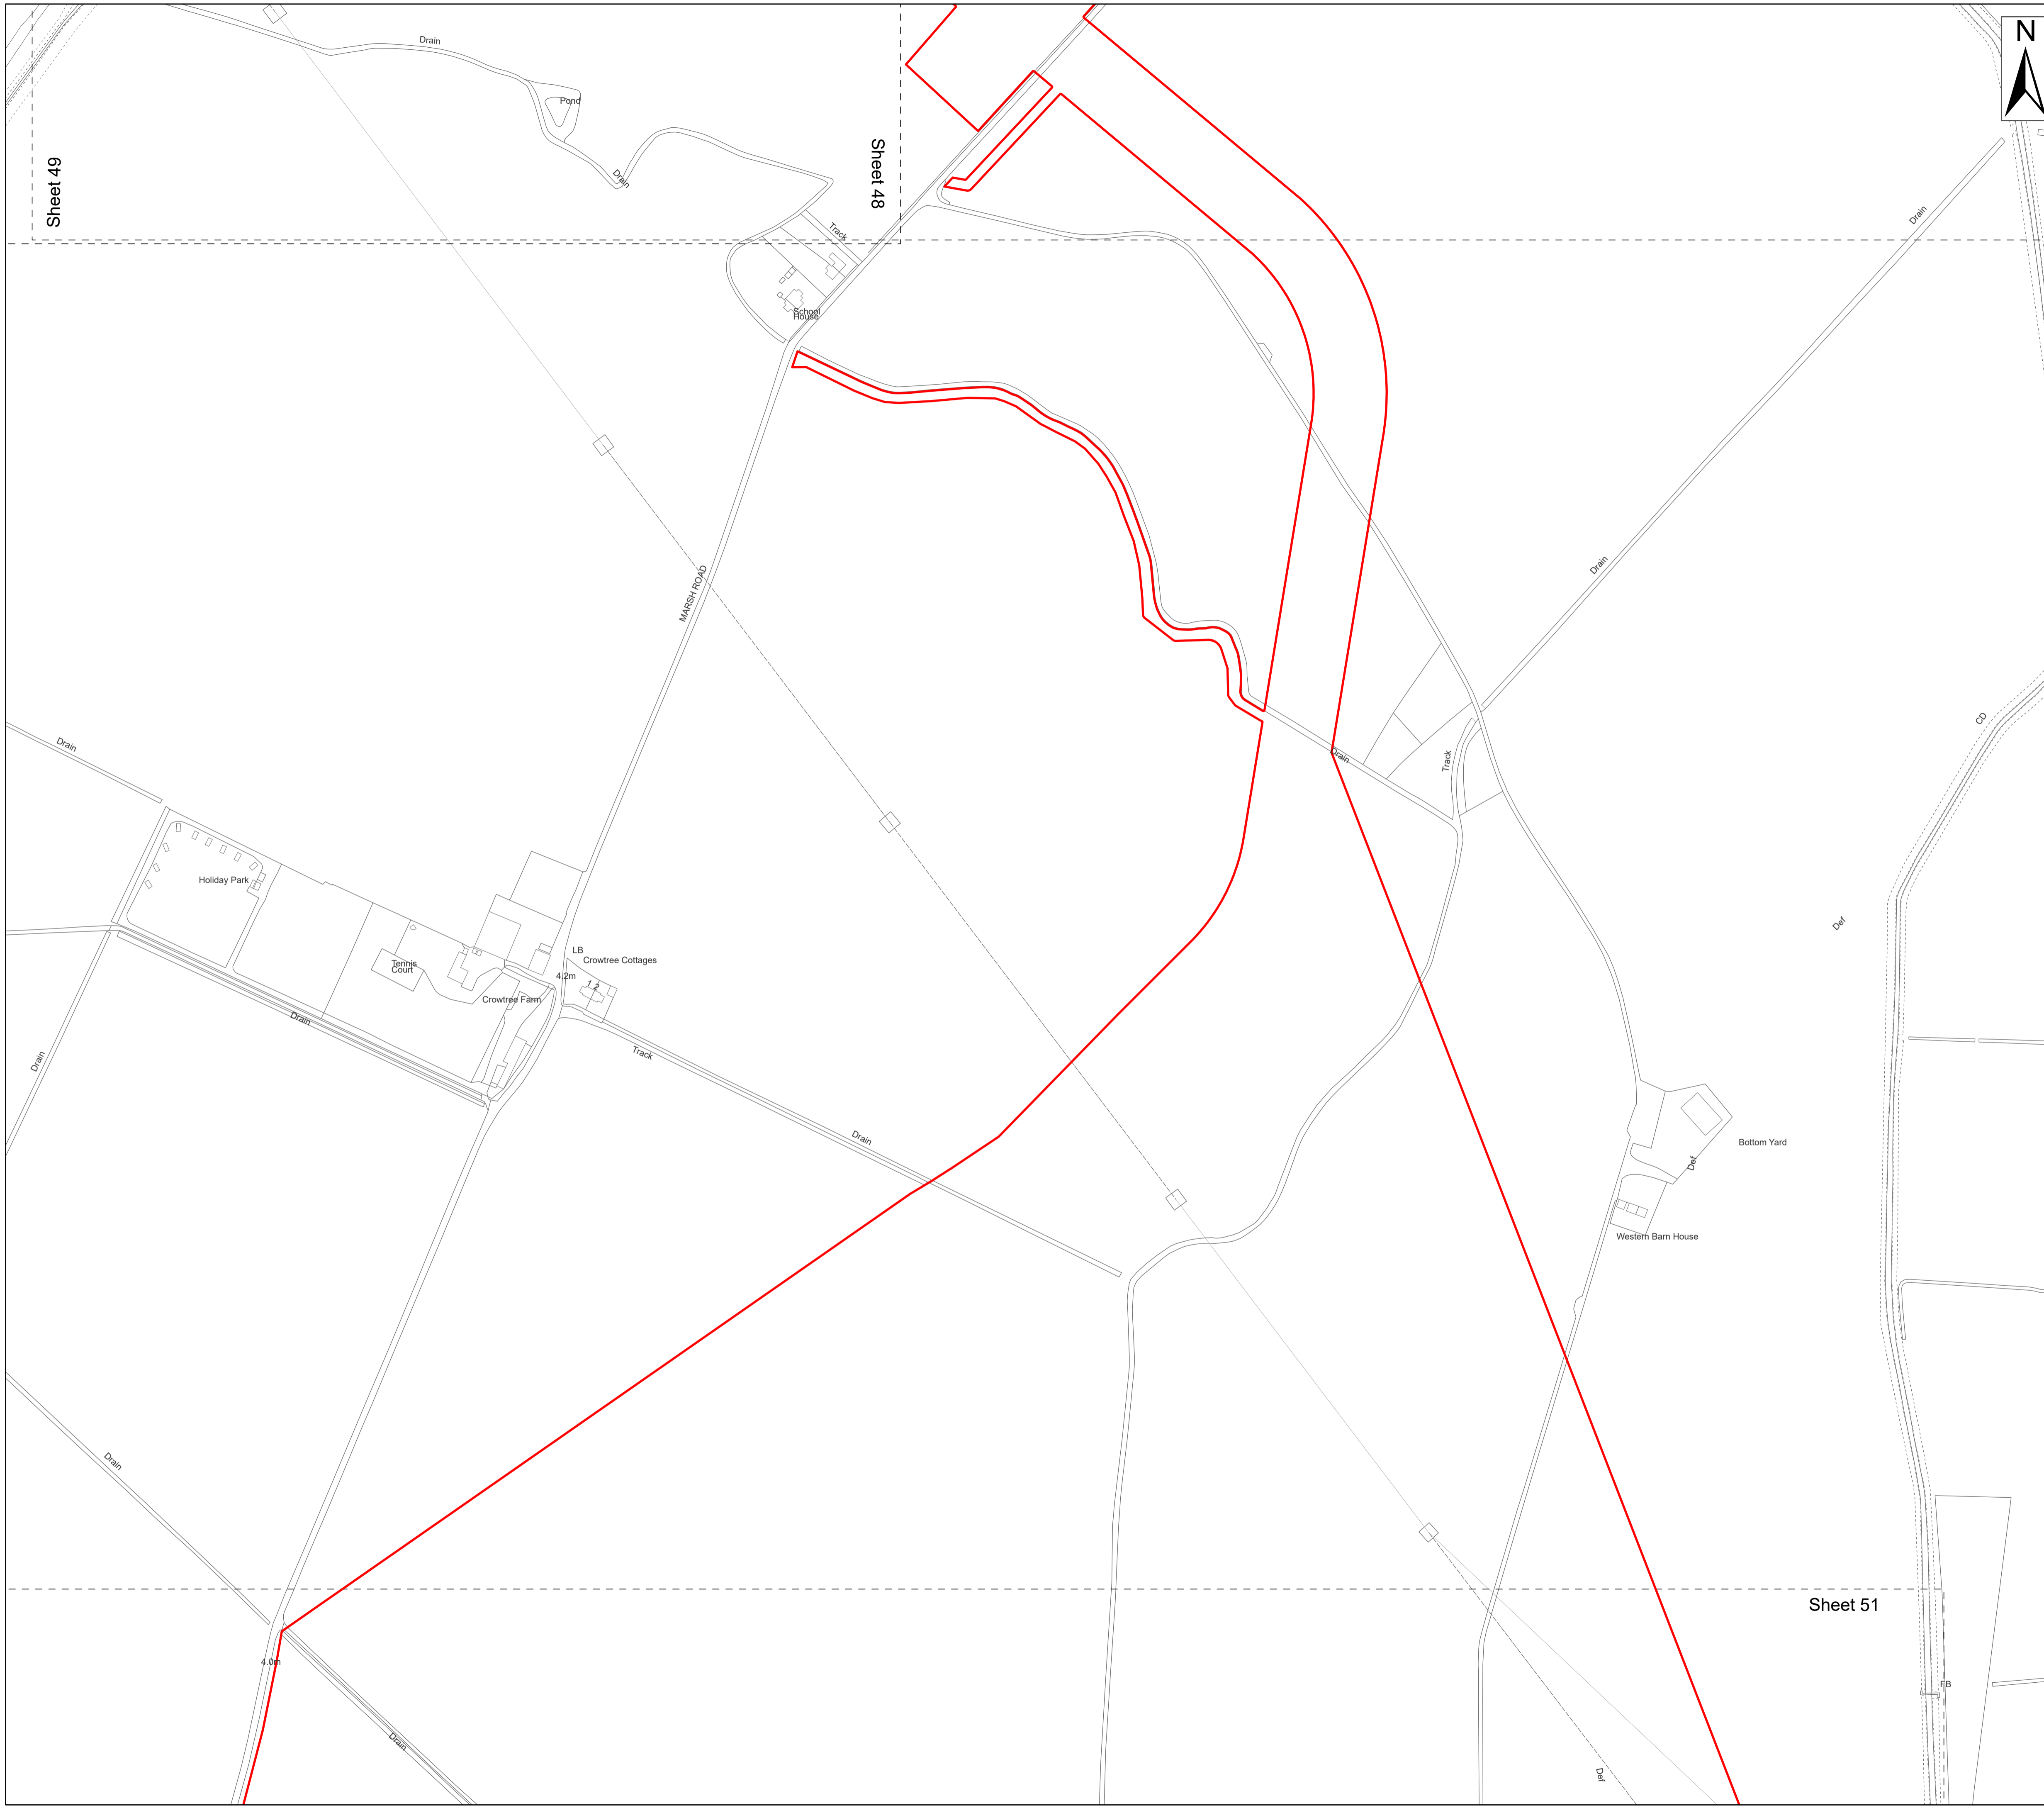 N
Drain
Pond
Sheet 49
Sheet 48
Drain
Drain
Track
School
House
Drain
MARSH ROAD
CD
Drain
Drain
Track
Holiday Park
Def
LB
Crowtree Cottages
Tennis
Court
4.2m
1 2
Crowtree Farm
Drain
Track
Drain
Drain
Bottom Yard
Def
Western Barn House
Drain
Sheet 51
4.0m
FB
Drain
Def